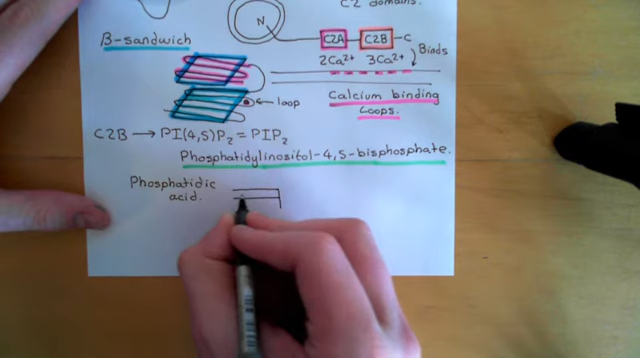 C2 domains.
N
C2A
C2B
-C
2Ca²⁺
3Ca²⁺
Binds
β-sandwich
loop
Calcium binding
Loops.
C2B → PI(4,5)P₂ = PIP₂
Phosphatidylinositol-4,5-bisphosphate.
Phosphatidic
acid.